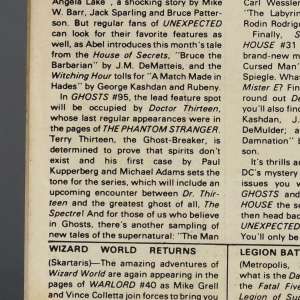 Angela Lake", a shocking story by Mike
W. Barr, Jack Sparling and Bruce Patter-
son. But regular fans of UNEXPECTED
can look for their favorite features as
well, as Abel introduces this month's tale
from the House of Secrets, "Bruce the
Barbarian" by J.M. DeMatteis, and the
Witching Hour tolls for "A Match Made in
Hades" by George Kashdan and Rubeny.
In GHOSTS #95, the lead feature spot
will be occupied by Doctor Thirteen,
whose last regular appearances were in
the pages of THE PHANTOM STRANGER.
Terry Thirteen, the Ghost-Breaker, is
determined to prove that spirits don't
exist and his first case by Paul
Kupperberg and Michael Adams sets the
tone for the series, which will include an
upcoming encounter between Dr. Thir-
teen and the greatest ghost of all, The
Spectre! And for those of us who believe
in Ghosts, there's another sampling of
new tales of the supernatural: "The Man
WIZARD WORLD RETURNS
(Skartaris)—The amazing adventures of
Wizard World are again appearing in the
pages of WARLORD #40 as Mike Grell
and Vince Colletta join forces to bring you
Carl Wessler
"The Labyrin
Rodin Rodrig
Finally, S
HOUSE #31
brand-new m
Cursed Man"
Spiegle. Wha
Mister E? Fin
round out De
you'll also fin
Kashdan, J.
DeMulder; a
Damnation" b
son.
It's thrills a
DC's mystery
issues you w
GHOSTS and
HOUSE the s
then head bac
UNEXPECTED
You'll only be
LEGION BAT
(Metropolis,
what is the Da
the Fatal Five
Legion of Su